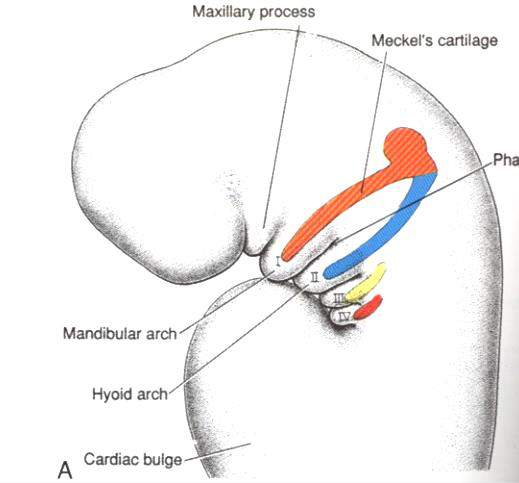 Maxillary process
Meckel's cartilage
Pha
I
II
III
IV
Mandibular arch
Hyoid arch
Cardiac bulge
A